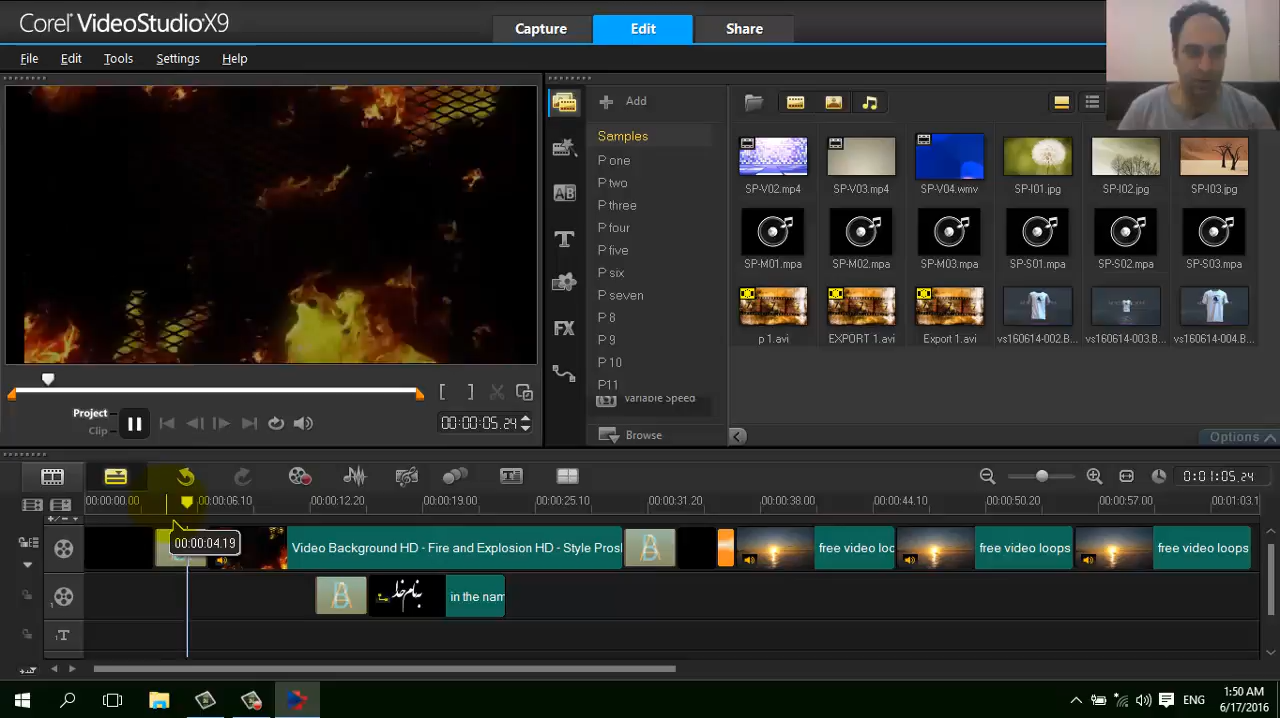 Corel® VideoStudio®X9
Capture Edit Share
File Edit Tools Settings Help
Add
Samples
P one
P two
P three
P four
P five
P six
P seven
P 8
P 9
P 10
P11
Variable Speed
Browse
SP-V02.mp4 SP-V03.mp4 SP-V04.wmv SP-I01.jpg SP-I02.jpg SP-I03.jpg
SP-M01.mpa SP-M02.mpa SP-M03.mpa SP-S01.mpa SP-S02.mpa SP-S03.mpa
p 1.avi EXPORT 1.avi Export 1.avi vs160614-002.B... vs160614-003.B... vs160614-004.B...
Options
Project
Clip
00:00:05.24
0:01:05.24
00:00:00.00 00:00:06.10 00:00:12.20 00:00:19.00 00:00:25.10 00:00:31.20 00:00:38.00 00:00:44.10 00:00:50.20 00:00:57.00 00:01:03.1
00:00:04.19
Video Background HD - Fire and Explosion HD - Style Prosl
free video loc free video loops free video loops
بنام خدا in the nam
ENG
1:50 AM
6/17/2016